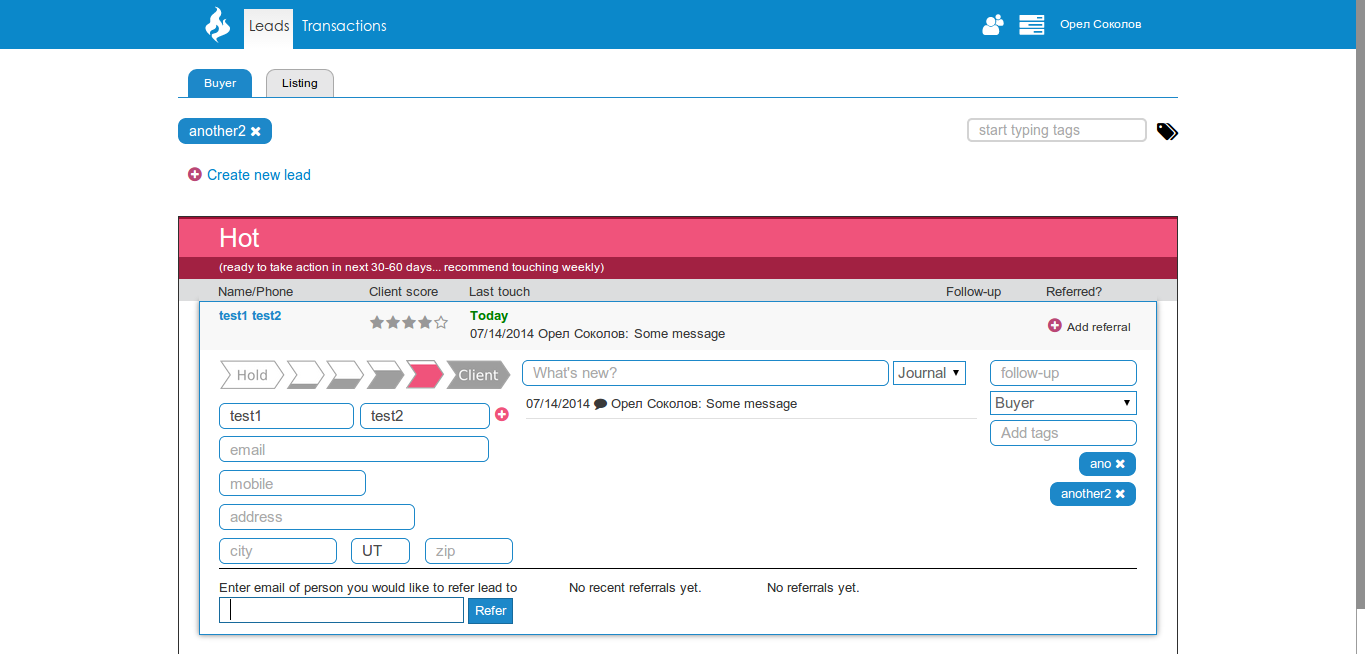 Leads Transactions Орел Соколов
Buyer Listing
another2 start typing tags
Create new lead
Hot
(ready to take action in next 30-60 days... recommend touching weekly)
Name/Phone Client score Last touch Follow-up Referred?
test1 test2 Today
07/14/2014 Орел Соколов: Some message Add referral
Hold Client What's new? Journal follow-up
07/14/2014 Орел Соколов: Some message Buyer
test1 test2 Add tags
email ano
mobile another2
address
city UT zip
Enter email of person you would like to refer lead to No recent referrals yet. No referrals yet.
Refer